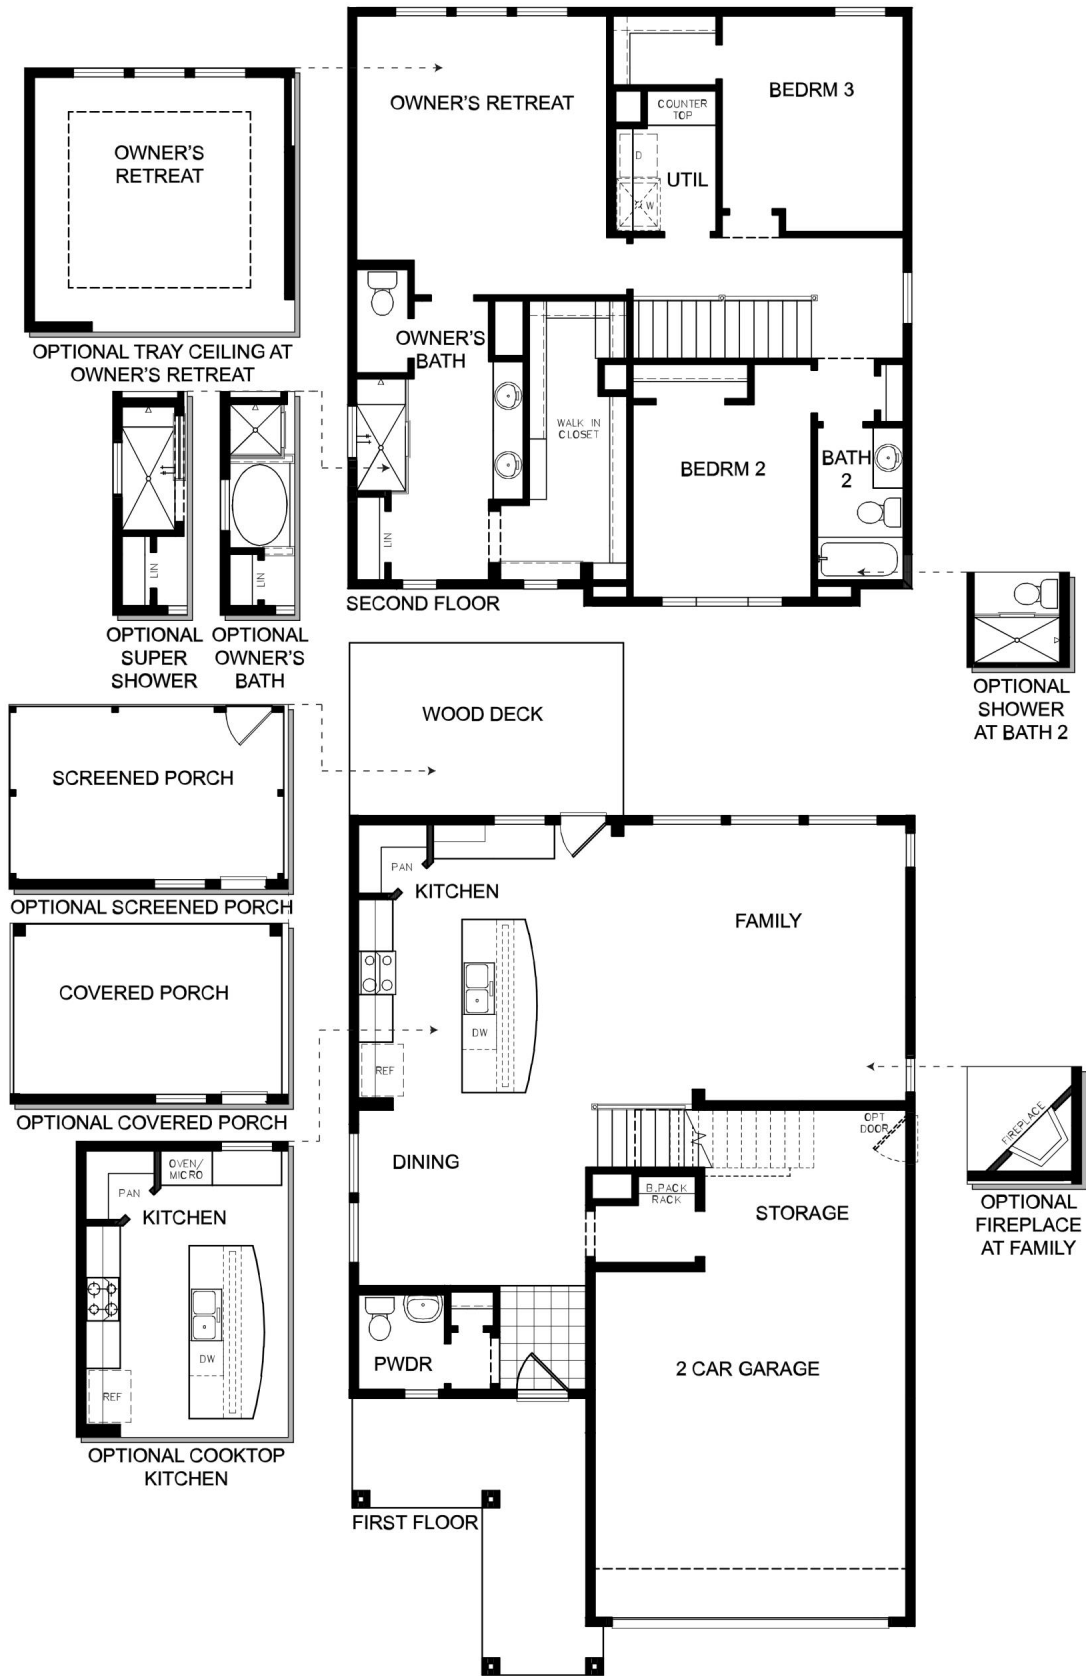 OWNER'S RETREAT
BEDRM 3
COUNTER
TOP
D
UTIL
W
OWNER'S
RETREAT
OPTIONAL TRAY CEILING AT
OWNER'S RETREAT
OWNER'S
BATH
WALK IN
CLOSET
BEDRM 2
BATH
2
LIN
SECOND FLOOR
LIN
OPTIONAL
SUPER
SHOWER
LIN
OPTIONAL
OWNER'S
BATH
OPTIONAL
SHOWER
AT BATH 2
WOOD DECK
SCREENED PORCH
OPTIONAL SCREENED PORCH
COVERED PORCH
OPTIONAL COVERED PORCH
PAN
KITCHEN
FAMILY
DW
REF
OPT
DOOR
FIREPLACE
OPTIONAL
FIREPLACE
AT FAMILY
DINING
B.PACK
RACK
STORAGE
OVEN/
MICRO
PAN
KITCHEN
DW
REF
OPTIONAL COOKTOP
KITCHEN
PWDR
2 CAR GARAGE
FIRST FLOOR